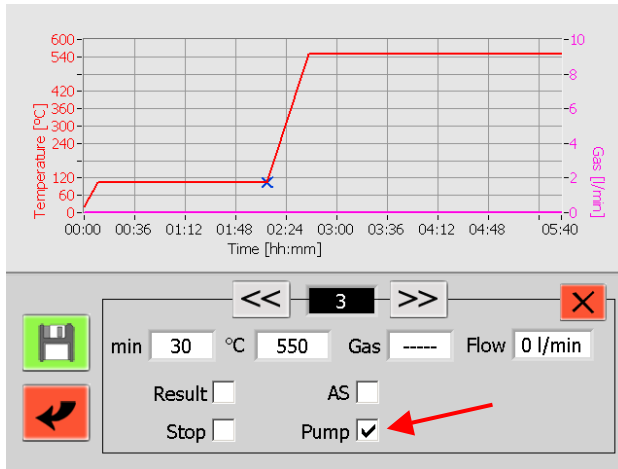 600
540
420
360
300
240
120
60
0
Temperature [°C]
10
8
6
4
2
0
Gas [l/min]
00:00 00:36 01:12 01:48 02:24 03:00 03:36 04:12 04:48 05:40
Time [hh:mm]
<< 3 >>
min 30 °C 550 Gas ----- Flow 0 l/min
Result AS
Stop Pump